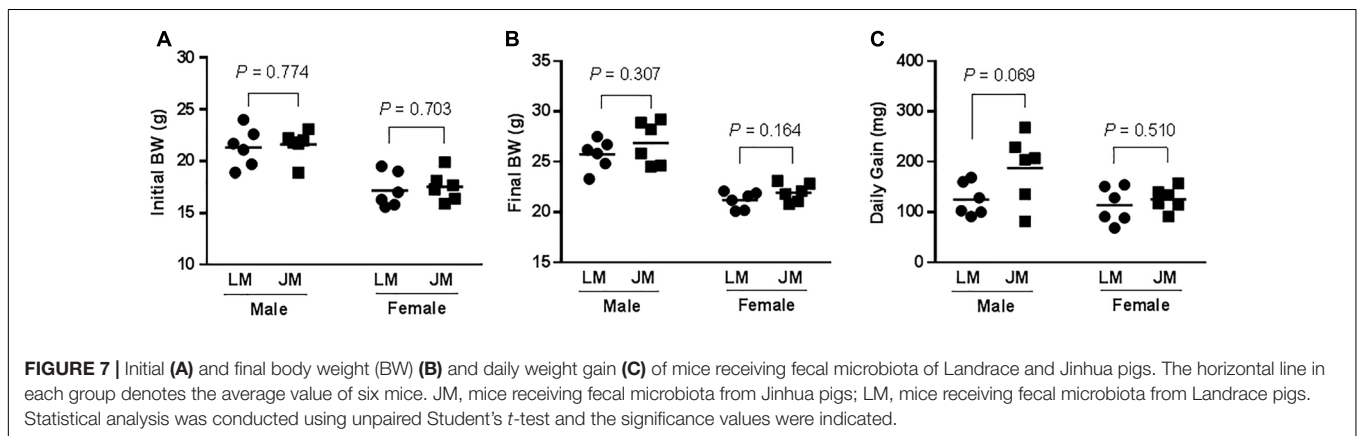 A
B
C
30
25
20
15
10
Initial BW (g)
P = 0.774
P = 0.703
LM JM LM JM
Male Female
35
30
25
20
15
Final BW (g)
P = 0.307
P = 0.164
LM JM LM JM
Male Female
400
300
200
100
0
Daily Gain (mg)
P = 0.069
P = 0.510
LM JM LM JM
Male Female
FIGURE 7 | Initial (A) and final body weight (BW) (B) and daily weight gain (C) of mice receiving fecal microbiota of Landrace and Jinhua pigs. The horizontal line in
each group denotes the average value of six mice. JM, mice receiving fecal microbiota from Jinhua pigs; LM, mice receiving fecal microbiota from Landrace pigs.
Statistical analysis was conducted using unpaired Student's t-test and the significance values were indicated.